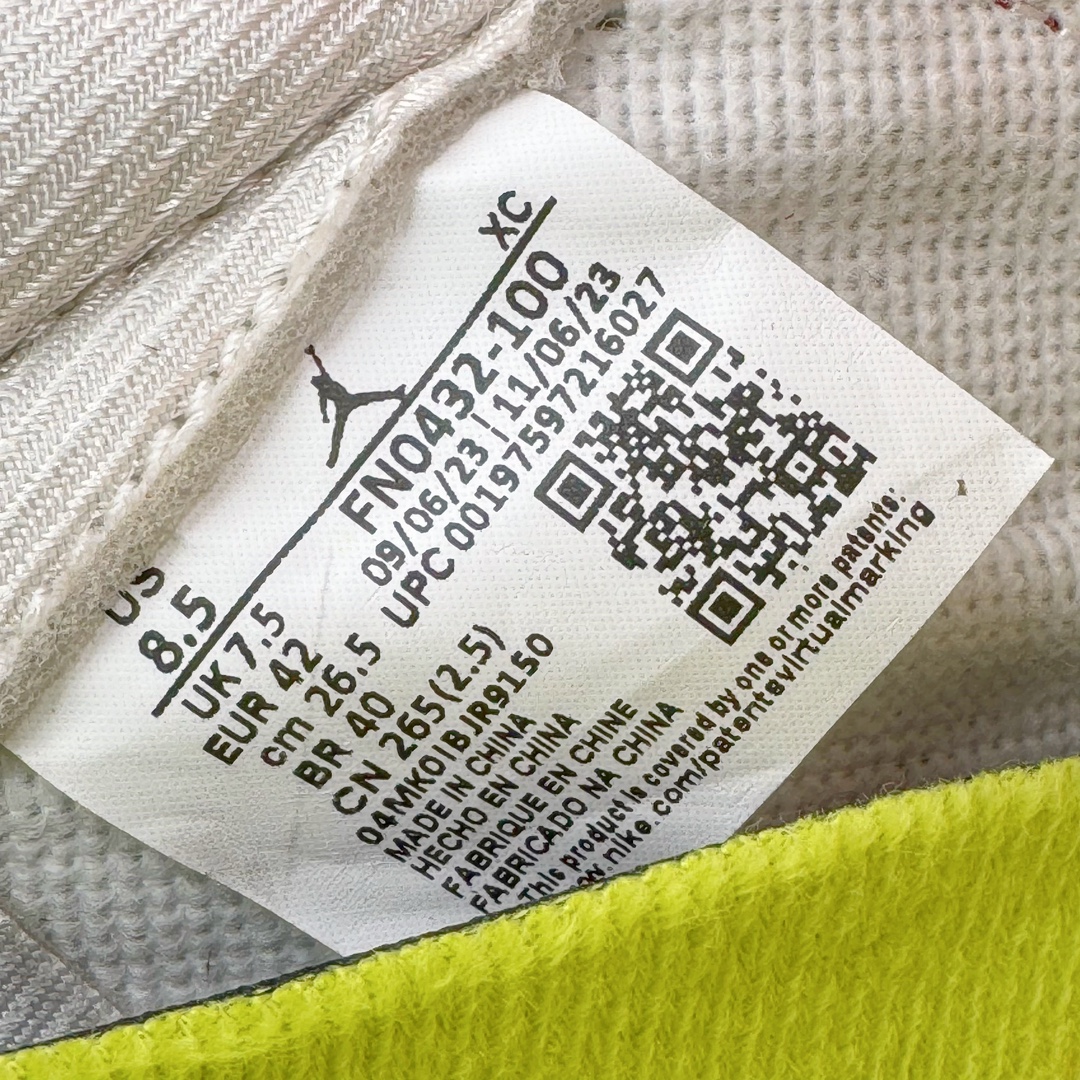 XC
US
8.5
FN0432-100
09/06/23 | 11/06/23
UPC 00197597216027
UK 7.5
EUR 42
cm 26.5
BR 40
CN 265(2.5)
04MKO|BJR9150
MADE IN CHINA
HECHO EN CHINA
FABRIQUE EN CHINE
FABRICADO NA CHINA
This product is covered by one or more patents:
.nike.com/patentsvirtualmarking